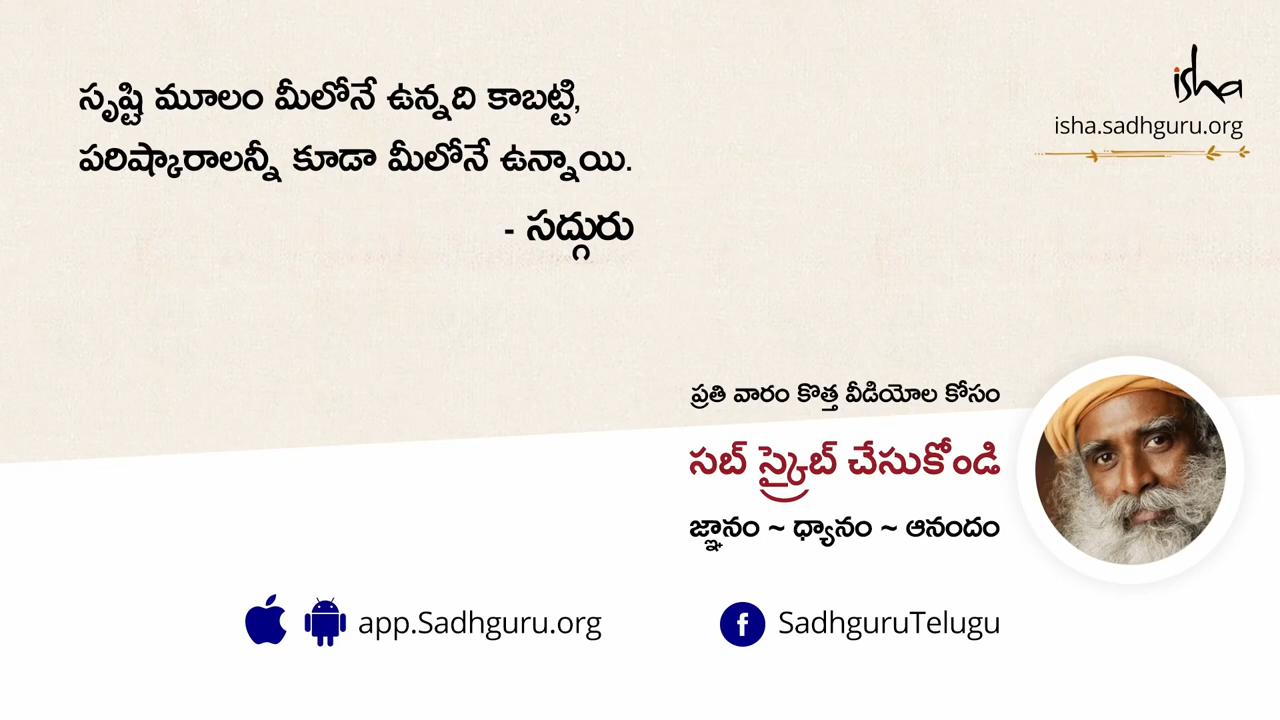 సృష్టి మూలం మీలోనే ఉన్నది కాబట్టి,
పరిష్కారాలన్నీ కూడా మీలోనే ఉన్నాయి.
- సద్గురు
isha
isha.sadhguru.org
ప్రతి వారం కొత్త వీడియోల కోసం
సబ్ స్క్రైబ్ చేసుకోండి
జ్ఞానం ~ ధ్యానం ~ ఆనందం
app.Sadhguru.org
f SadhguruTelugu